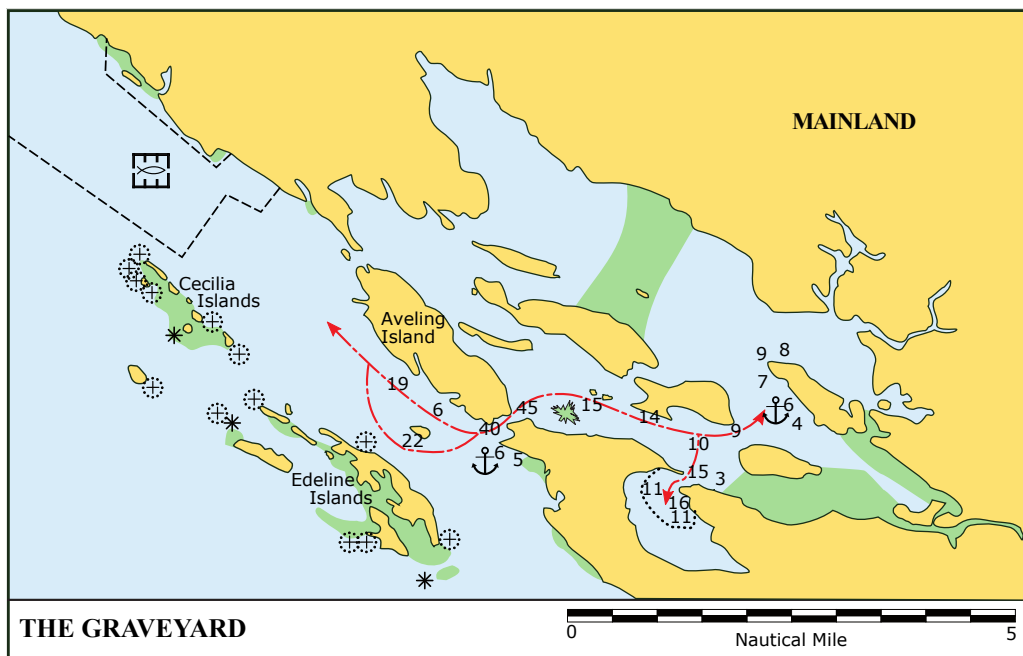 MAINLAND
Cecilia
Islands
Aveling
Island
9 8
7
19
6
45
15
14
6
4
40
9
10
22
6
5
15
3
Edeline
Islands
11
16
11
THE GRAVEYARD
0 5
Nautical Mile